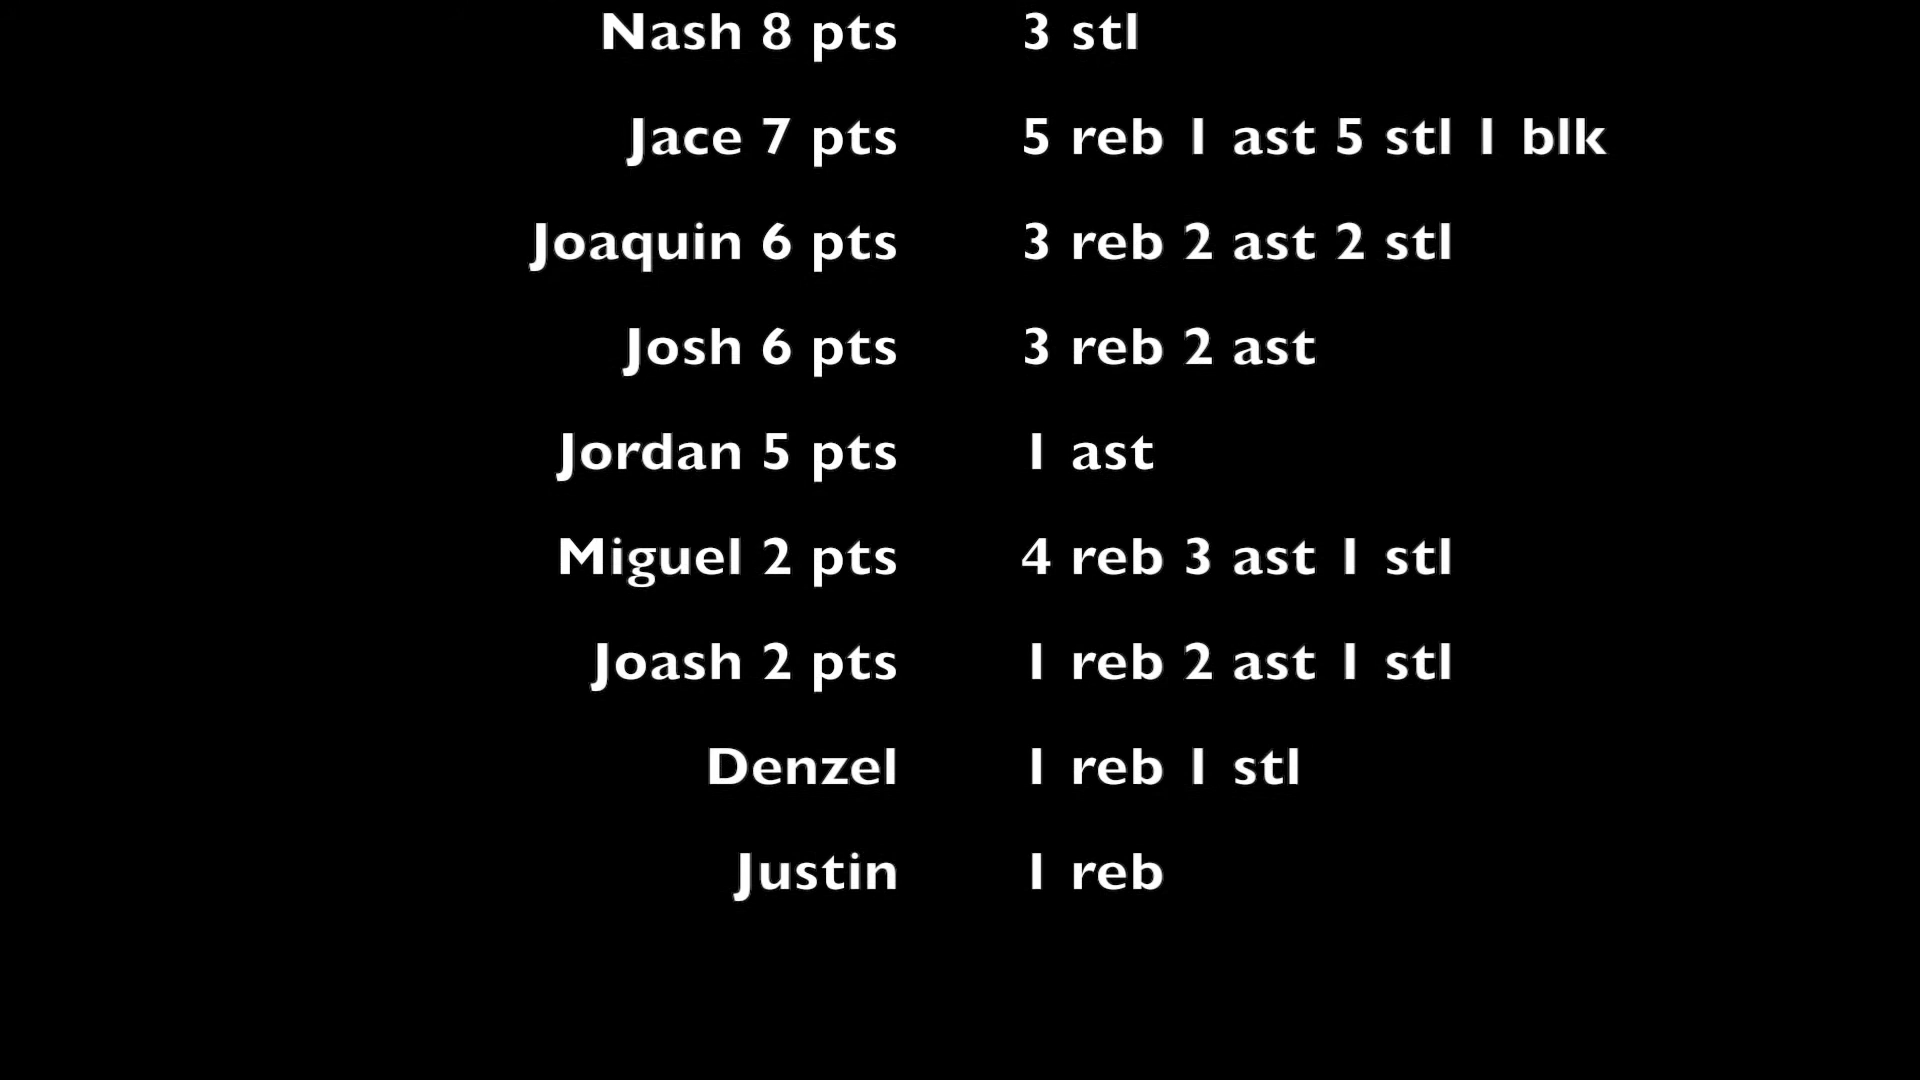 Nash 8 pts 3 stl
Jace 7 pts 5 reb 1 ast 5 stl 1 blk
Joaquin 6 pts 3 reb 2 ast 2 stl
Josh 6 pts 3 reb 2 ast
Jordan 5 pts 1 ast
Miguel 2 pts 4 reb 3 ast 1 stl
Joash 2 pts 1 reb 2 ast 1 stl
Denzel 1 reb 1 stl
Justin 1 reb